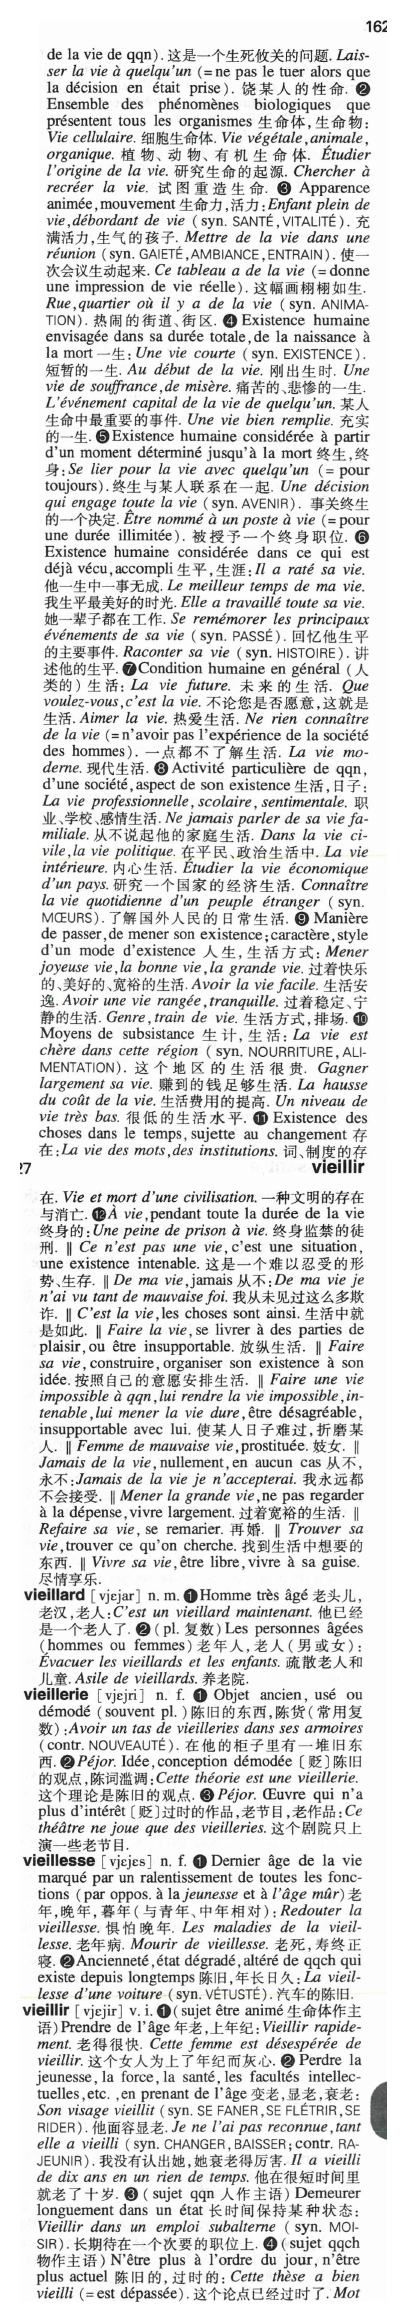 162
de la vie de qqn). 这是一个生死攸关的问题. Lais-
ser la vie à quelqu'un (= ne pas le tuer alors que
la décision en était prise). 饶某人的性命. ❷
Ensemble des phénomènes biologiques que
présentent tous les organismes 生命体,生命物:
Vie cellulaire. 细胞生命体. Vie végétale, animale,
organique. 植物、动物、有机生命体. Étudier
l'origine de la vie. 研究生命的起源. Chercher à
recréer la vie. 试图重造生命. ❸ Apparence
animée, mouvement 生命力,活力: Enfant plein de
vie, débordant de vie (syn. SANTÉ, VITALITÉ). 充
满活力,生气的孩子. Mettre de la vie dans une
réunion (syn. GAIETÉ, AMBIANCE, ENTRAIN). 使一
次会议生动起来. Ce tableau a de la vie (= donne
une impression de vie réelle). 这幅画栩栩如生.
Rue, quartier où il y a de la vie (syn. ANIMA-
TION). 热闹的街道、街区. ❹ Existence humaine
envisagée dans sa durée totale, de la naissance à
la mort 一生: Une vie courte (syn. EXISTENCE).
短暂的一生. Au début de la vie. 刚出生时. Une
vie de souffrance, de misère. 痛苦的、悲惨的一生.
L'événement capital de la vie de quelqu'un. 某人
生命中最重要的事件. Une vie bien remplie. 充实
的一生. ❺ Existence humaine considérée à partir
d'un moment déterminé jusqu'à la mort 终生,终
身: Se lier pour la vie avec quelqu'un (= pour
toujours). 终生与某人联系在一起. Une décision
qui engage toute la vie (syn. AVENIR). 事关终生
的一个决定. Être nommé à un poste à vie (= pour
une durée illimitée). 被授予一个终身职位. ❻
Existence humaine considérée dans ce qui est
déjà vécu, accompli 生平,生涯: Il a raté sa vie.
他一生中一事无成. Le meilleur temps de ma vie.
我生平最美好的时光. Elle a travaillé toute sa vie.
她一辈子都在工作. Se remémorer les principaux
événements de sa vie (syn. PASSÉ). 回忆他生平
的主要事件. Raconter sa vie (syn. HISTOIRE). 讲
述他的生平. ❼ Condition humaine en général (人
类的) 生活: La vie future. 未来的生活. Que
voulez-vous, c'est la vie. 不论您是否愿意,这就是
生活. Aimer la vie. 热爱生活. Ne rien connaître
de la vie (= n'avoir pas l'expérience de la société
des hommes). 一点都不了解生活. La vie mo-
derne. 现代生活. ❽ Activité particulière de qqn,
d'une société, aspect de son existence 生活,日子:
La vie professionnelle, scolaire, sentimentale. 职
业、学校、感情生活. Ne jamais parler de sa vie fa-
miliale. 从不说起他的家庭生活. Dans la vie ci-
vile, la vie politique. 在平民、政治生活中. La vie
intérieure. 内心生活. Étudier la vie économique
d'un pays. 研究一个国家的经济生活. Connaître
la vie quotidienne d'un peuple étranger (syn.
MŒURS). 了解国外人民的日常生活. ❾ Manière
de passer, de mener son existence; caractère, style
d'un mode d'existence 人生,生活方式: Mener
joyeuse vie, la bonne vie, la grande vie. 过着快乐
的、美好的、宽裕的生活. Avoir la vie facile. 生活安
逸. Avoir une vie rangée, tranquille. 过着稳定、宁
静的生活. Genre, train de vie. 生活方式,排场. ❿
Moyens de subsistance 生计,生活: La vie est
chère dans cette région (syn. NOURRITURE, ALI-
MENTATION). 这个地区的生活很贵. Gagner
largement sa vie. 赚到的钱足够生活. La hausse
du coût de la vie. 生活费用的提高. Un niveau de
vie très bas. 很低的生活水平. ⓫ Existence des
choses dans le temps, sujette au changement 存
在: La vie des mots, des institutions. 词、制度的存
27 vieillir
在. Vie et mort d'une civilisation. 一种文明的存在
与消亡. ⓬ À vie, pendant toute la durée de la vie
终身的: Une peine de prison à vie. 终身监禁的徒
刑. ‖ Ce n'est pas une vie, c'est une situation,
une existence intenable. 这是一个难以忍受的形
势、生存. ‖ De ma vie, jamais 从不: De ma vie je
n'ai vu tant de mauvaise foi. 我从未见过这么多欺
诈. ‖ C'est la vie, les choses sont ainsi. 生活中就
是如此. ‖ Faire la vie, se livrer à des parties de
plaisir, ou être insupportable. 放纵生活. ‖ Faire
sa vie, construire, organiser son existence à son
idée. 按照自己的意愿安排生活. ‖ Faire une vie
impossible à qqn, lui rendre la vie impossible, in-
tenable, lui mener la vie dure, être désagréable,
insupportable avec lui. 使某人日子难过,折磨某
人. ‖ Femme de mauvaise vie, prostituée. 妓女. ‖
Jamais de la vie, nullement, en aucun cas 从不,
永不: Jamais de la vie je n'accepterai. 我永远都
不会接受. ‖ Mener la grande vie, ne pas regarder
à la dépense, vivre largement. 过着宽裕的生活. ‖
Refaire sa vie, se remarier. 再婚. ‖ Trouver sa
vie, trouver ce qu'on cherche. 找到生活中想要的
东西. ‖ Vivre sa vie, être libre, vivre à sa guise.
尽情享乐.
vieillard [vjɛjar] n. m. ❶ Homme très âgé 老头儿,
老汉,老人: C'est un vieillard maintenant. 他已经
是一个老人了. ❷ (pl. 复数) Les personnes âgées
(hommes ou femmes) 老年人,老人 (男或女):
Évacuer les vieillards et les enfants. 疏散老人和
儿童. Asile de vieillards. 养老院.
vieillerie [vjɛjri] n. f. ❶ Objet ancien, usé ou
démodé (souvent pl.) 陈旧的东西,陈货 (常用复
数): Avoir un tas de vieilleries dans ses armoires
(contr. NOUVEAUTÉ). 在他的柜子里有一堆旧东
西. ❷ Péjor. Idée, conception démodée 〔贬〕陈旧
的观点,陈词滥调: Cette théorie est une vieillerie.
这个理论是陈旧的观点. ❸ Péjor. Œuvre qui n'a
plus d'intérêt 〔贬〕过时的作品,老节目,老作品: Ce
théâtre ne joue que des vieilleries. 这个剧院只上
演一些老节目.
vieillesse [vjɛjɛs] n. f. ❶ Dernier âge de la vie
marqué par un ralentissement de toutes les fonc-
tions (par oppos. à la jeunesse et à l'âge mûr) 老
年,晚年,暮年 (与青年、中年相对): Redouter la
vieillesse. 惧怕晚年. Les maladies de la vieil-
lesse. 老年病. Mourir de vieillesse. 老死,寿终正
寝. ❷ Ancienneté, état dégradé, altéré de qqch qui
existe depuis longtemps 陈旧,年长日久: La vieil-
lesse d'une voiture (syn. VÉTUSTÉ). 汽车的陈旧.
vieillir [vjɛjir] v. i. ❶ (sujet être animé 生命体作主
语) Prendre de l'âge 年老,上年纪: Vieillir rapide-
ment. 老得很快. Cette femme est désespérée de
vieillir. 这个女人为上了年纪而灰心. ❷ Perdre la
jeunesse, la force, la santé, les facultés intellec-
tuelles, etc., en prenant de l'âge 变老,显老,衰老:
Son visage vieillit (syn. SE FANER, SE FLÉTRIR, SE
RIDER). 他面容显老. Je ne l'ai pas reconnue, tant
elle a vieilli (syn. CHANGER, BAISSER; contr. RA-
JEUNIR). 我没有认出她,她衰老得厉害. Il a vieilli
de dix ans en un rien de temps. 他在很短时间里
就老了十岁. ❸ (sujet qqn 人作主语) Demeurer
longuement dans un état 长时间保持某种状态:
Vieillir dans un emploi subalterne (syn. MOI-
SIR). 长期待在一个次要的职位上. ❹ (sujet qqch
物作主语) N'être plus à l'ordre du jour, n'être
plus actuel 陈旧的,过时的: Cette thèse a bien
vieilli (= est dépassée). 这个论点已经过时了. Mot